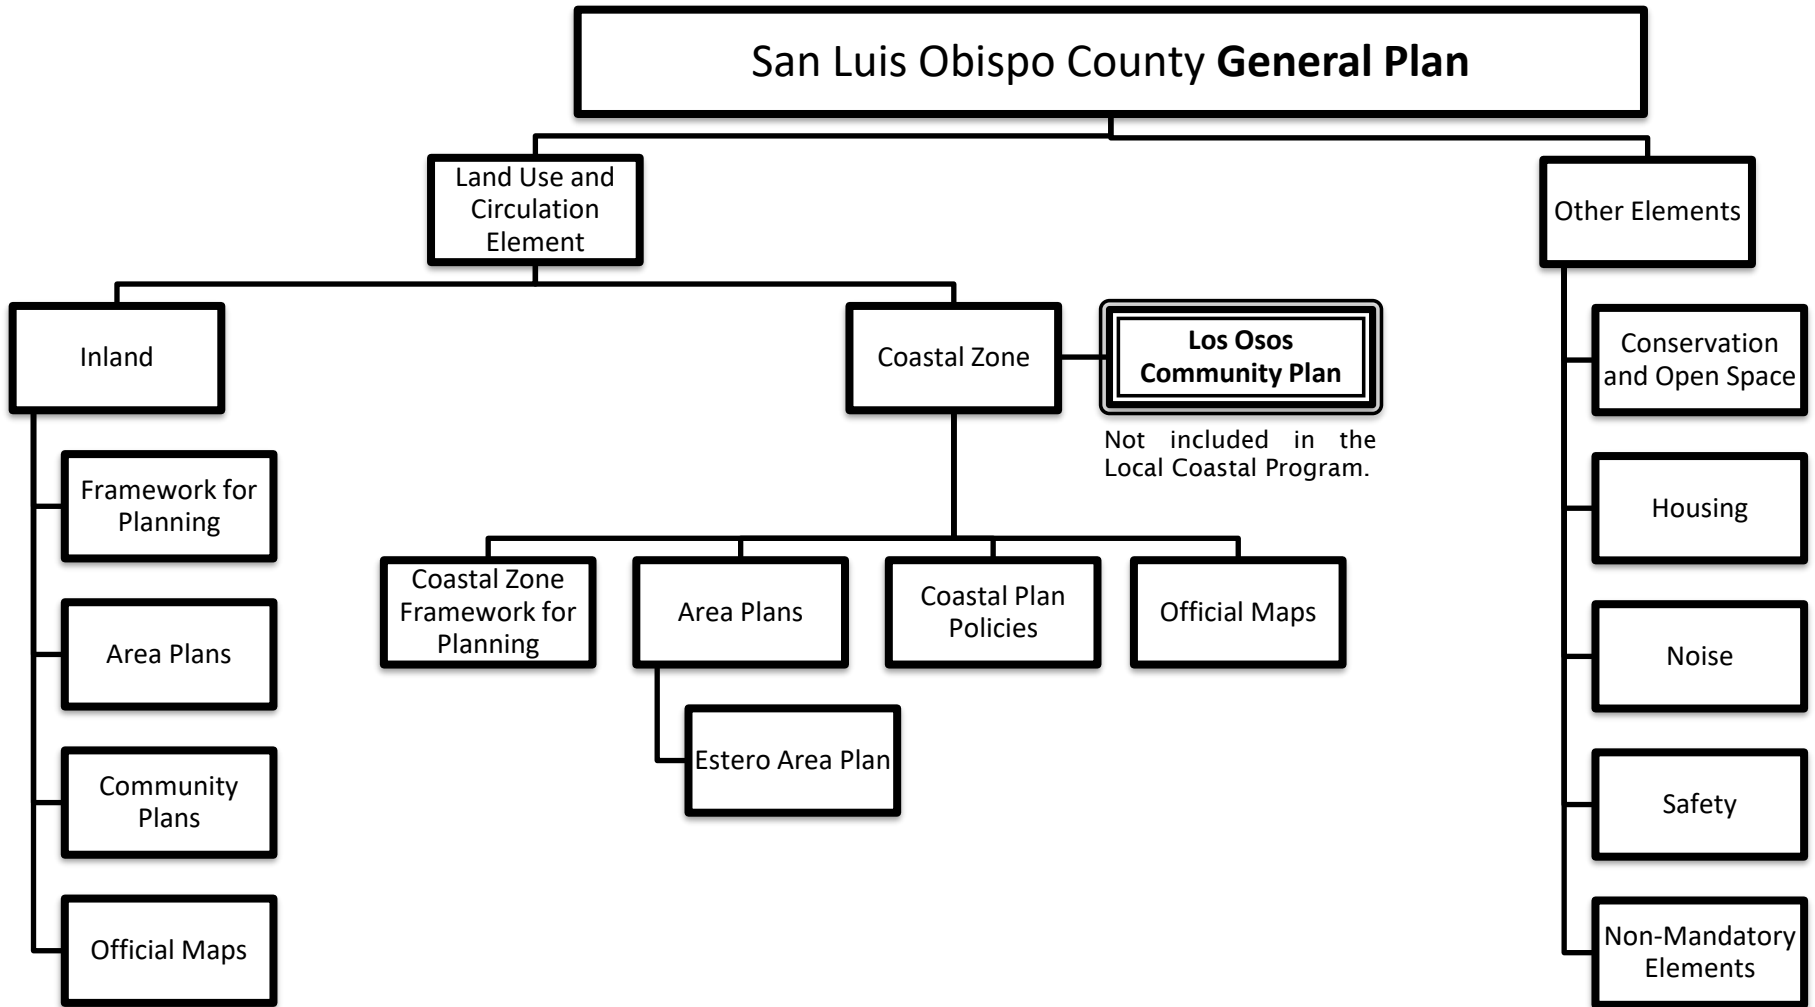 San Luis Obispo County General Plan
Land Use and
Circulation
Element
Other Elements
Inland
Coastal Zone
Los Osos
Community Plan
Not included in the
Local Coastal Program.
Framework for
Planning
Area Plans
Community
Plans
Official Maps
Coastal Zone
Framework for
Planning
Area Plans
Coastal Plan
Policies
Official Maps
Estero Area Plan
Conservation
and Open Space
Housing
Noise
Safety
Non-Mandatory
Elements